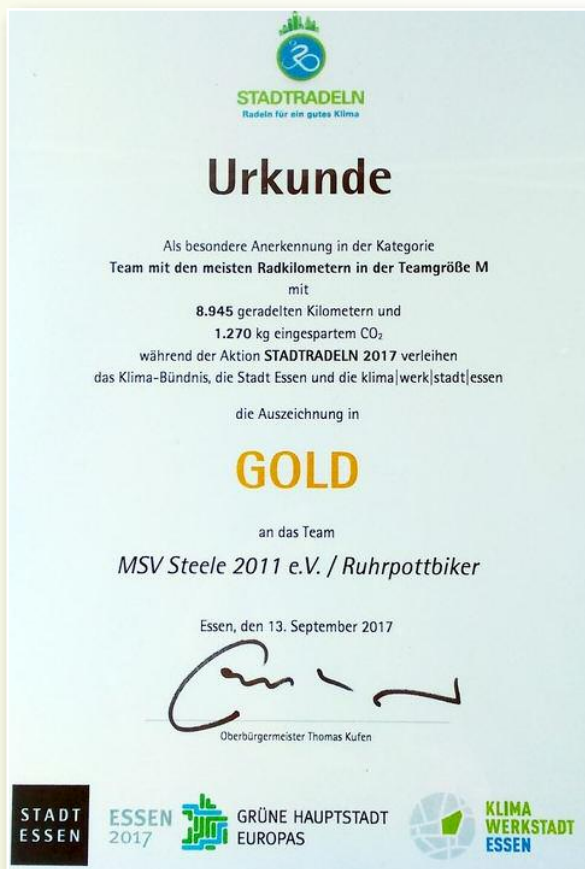 STADTRADELN
Radeln für ein gutes Klima
Urkunde
Als besondere Anerkennung in der Kategorie
Team mit den meisten Radkilometern in der Teamgröße M
mit
8.945 geradelten Kilometern und
1.270 kg eingespartem CO₂
während der Aktion STADTRADELN 2017 verleihen
das Klima-Bündnis, die Stadt Essen und die klima|werk|stadt|essen
die Auszeichnung in
GOLD
an das Team
MSV Steele 2011 e.V. / Ruhrpottbiker
Essen, den 13. September 2017
Oberbürgermeister Thomas Kufen
STADT
ESSEN
ESSEN
2017
GRÜNE HAUPTSTADT
EUROPAS
KLIMA
WERKSTADT
ESSEN